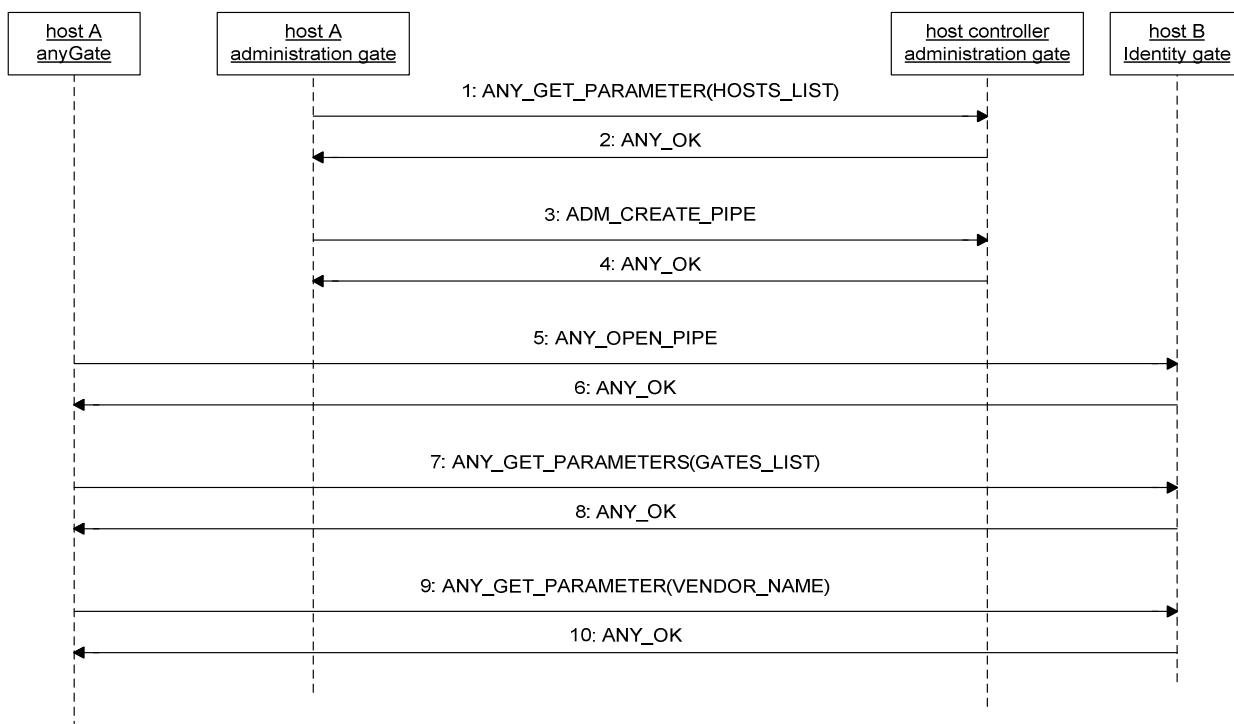 host A
anyGate
host A
administration gate
host controller
administration gate
host B
Identity gate
1: ANY_GET_PARAMETER(HOSTS_LIST)
2: ANY_OK
3: ADM_CREATE_PIPE
4: ANY_OK
5: ANY_OPEN_PIPE
6: ANY_OK
7: ANY_GET_PARAMETERS(GATES_LIST)
8: ANY_OK
9: ANY_GET_PARAMETER(VENDOR_NAME)
10: ANY_OK